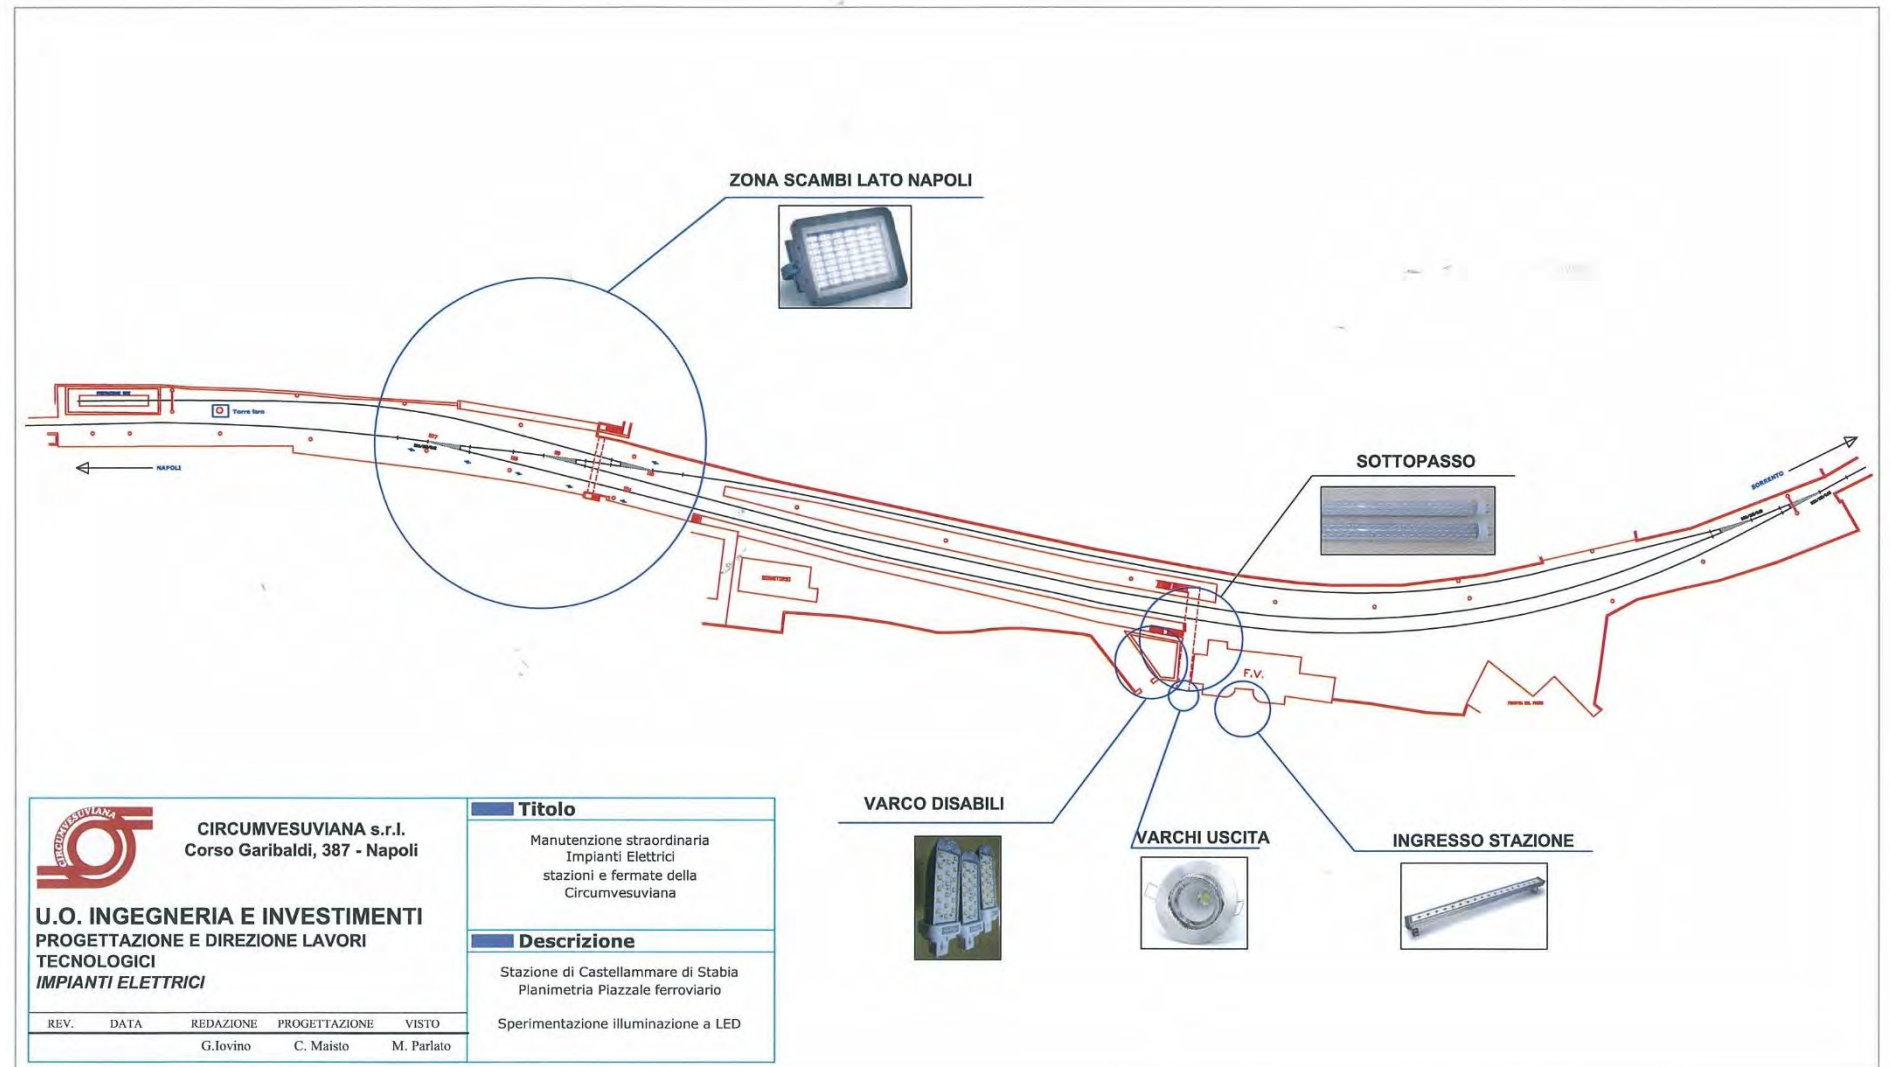 ZONA SCAMBI LATO NAPOLI
Torre faro
NAPOLI
SOTTOPASSO
SORRENTO
F.V.
VARCO DISABILI
VARCHI USCITA
INGRESSO STAZIONE
CIRCUMVESUVIANA
CIRCUMVESUVIANA s.r.l.
Corso Garibaldi, 387 - Napoli
U.O. INGEGNERIA E INVESTIMENTI
PROGETTAZIONE E DIREZIONE LAVORI
TECNOLOGICI
IMPIANTI ELETTRICI
REV. DATA REDAZIONE PROGETTAZIONE VISTO
G.Iovino C. Maisto M. Parlato
Titolo
Manutenzione straordinaria
Impianti Elettrici
stazioni e fermate della
Circumvesuviana
Descrizione
Stazione di Castellammare di Stabia
Planimetria Piazzale ferroviario
Sperimentazione illuminazione a LED